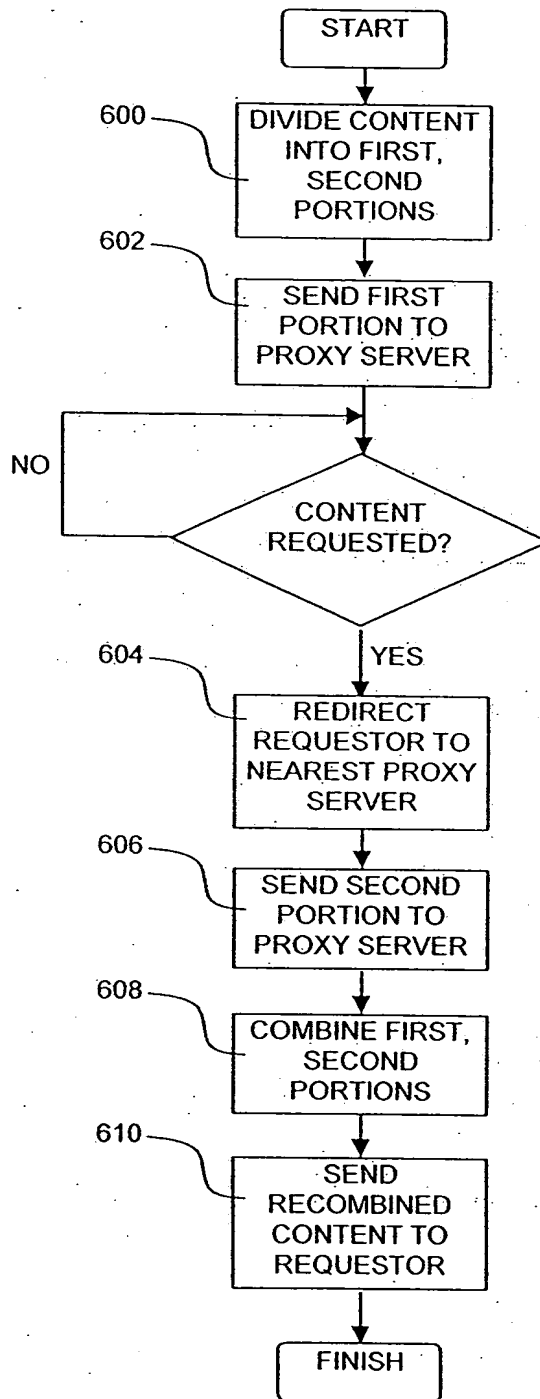 START
600
DIVIDE CONTENT
INTO FIRST,
SECOND
PORTIONS
602
SEND FIRST
PORTION TO
PROXY SERVER
NO
CONTENT
REQUESTED?
YES
604
REDIRECT
REQUESTOR TO
NEAREST PROXY
SERVER
606
SEND SECOND
PORTION TO
PROXY SERVER
608
COMBINE FIRST,
SECOND
PORTIONS
610
SEND
RECOMBINED
CONTENT TO
REQUESTOR
FINISH